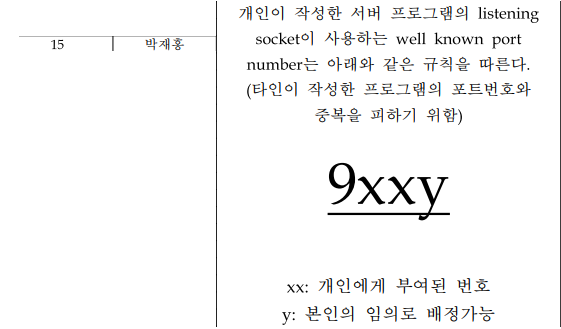 개인이 작성한 서버 프로그램의 listening
socket이 사용하는 well known port
number는 아래와 같은 규칙을 따른다.
(타인이 작성한 프로그램의 포트번호와
중복을 피하기 위함)
15 박재홍
9xxy
xx: 개인에게 부여된 번호
y: 본인의 임의로 배정가능